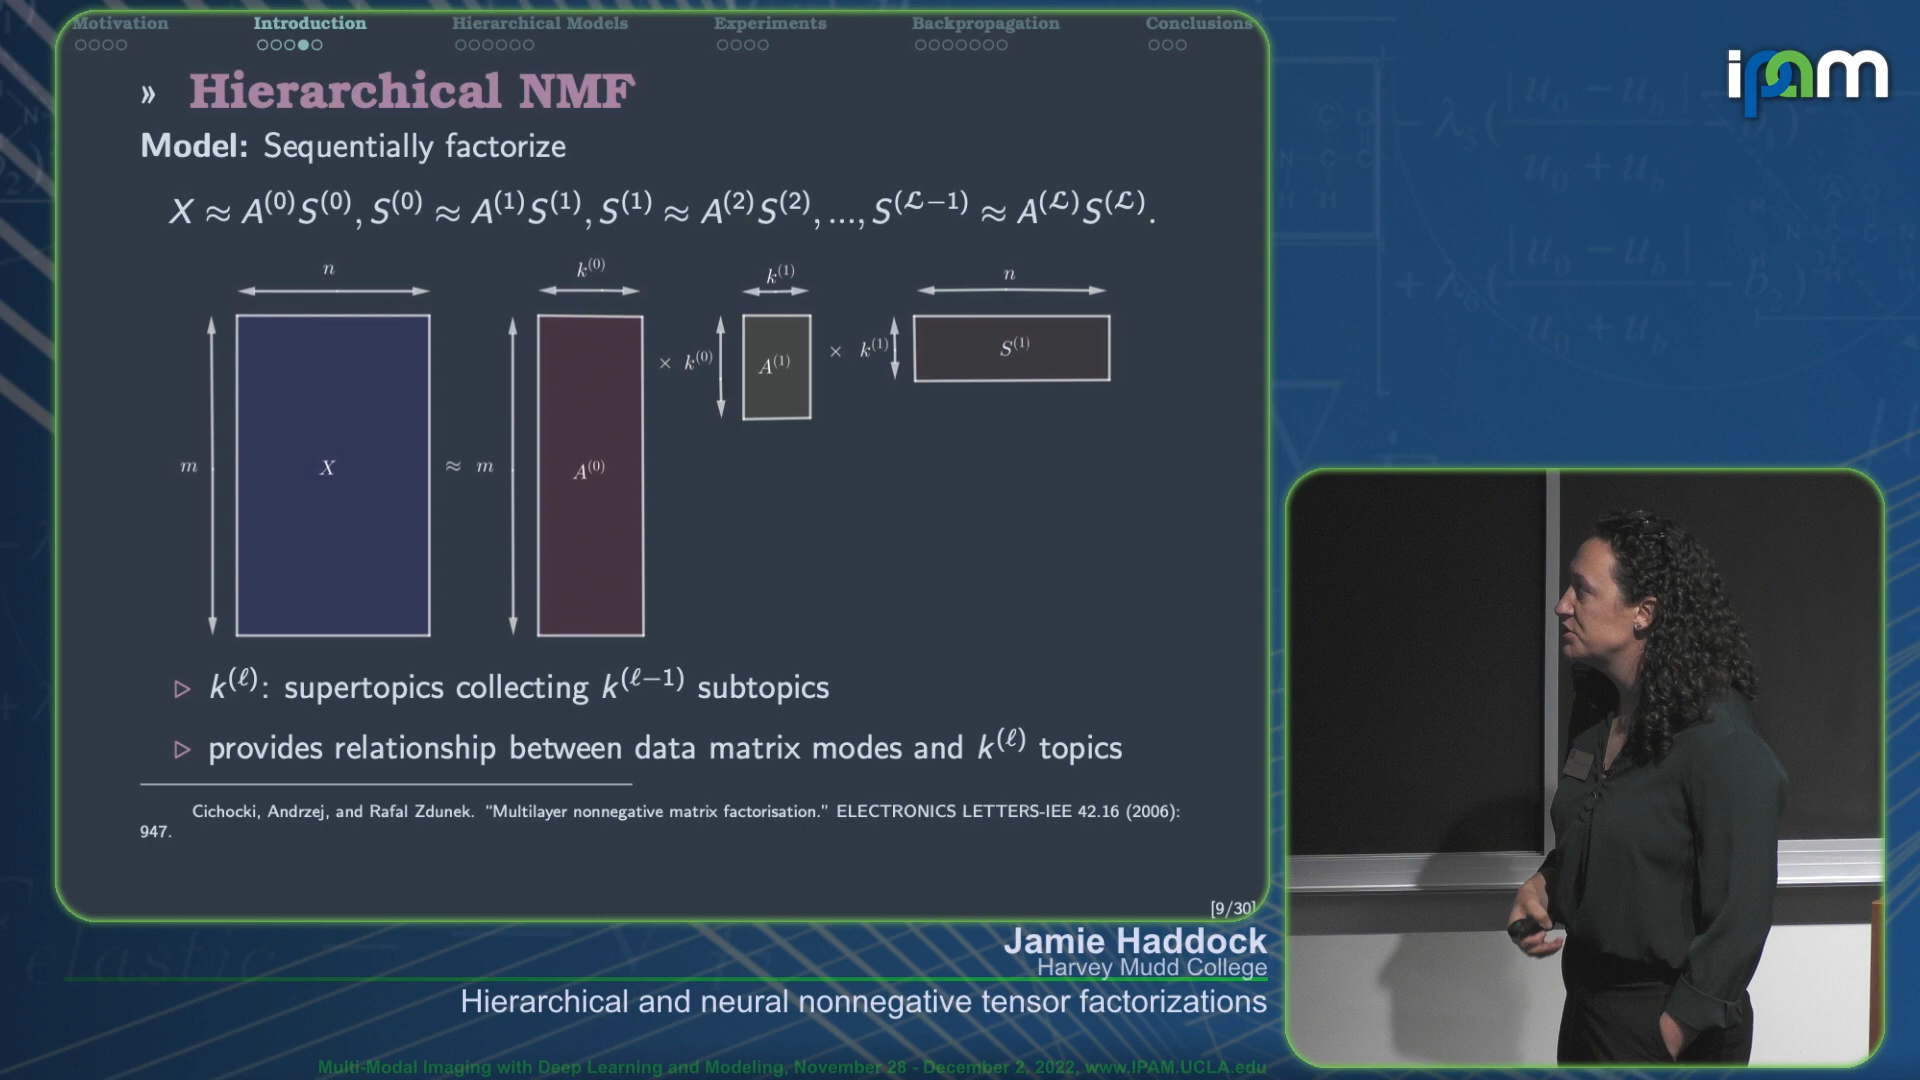 Motivation Introduction Hierarchical Models Experiments Backpropagation Conclusions
» Hierarchical NMF
Model: Sequentially factorize
X ≈ A⁽⁰⁾S⁽⁰⁾, S⁽⁰⁾ ≈ A⁽¹⁾S⁽¹⁾, S⁽¹⁾ ≈ A⁽²⁾S⁽²⁾, ..., S^(ℒ−1) ≈ A^(ℒ)S^(ℒ).
n k⁽⁰⁾ k⁽¹⁾ n
× k⁽⁰⁾ A⁽¹⁾ × k⁽¹⁾ S⁽¹⁾
m X ≈ m A⁽⁰⁾
▷ k^(ℓ): supertopics collecting k^(ℓ−1) subtopics
▷ provides relationship between data matrix modes and k^(ℓ) topics
Cichocki, Andrzej, and Rafal Zdunek. “Multilayer nonnegative matrix factorisation.” ELECTRONICS LETTERS-IEE 42.16 (2006):
947.
[9/30]
ipam
Jamie Haddock
Harvey Mudd College
Hierarchical and neural nonnegative tensor factorizations
Multi-Modal Imaging with Deep Learning and Modeling, November 28 - December 2, 2022, www.IPAM.UCLA.edu